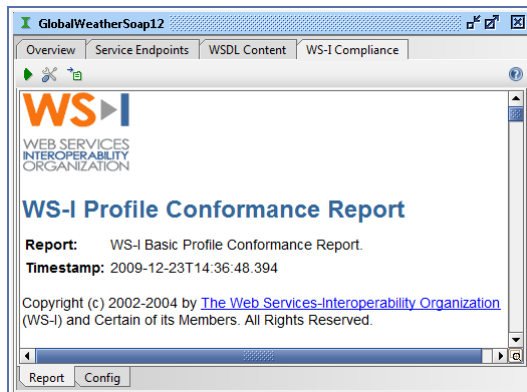 GlobalWeatherSoap12
Overview
Service Endpoints
WSDL Content
WS-I Compliance
WS I
WEB SERVICES
INTEROPERABILITY
ORGANIZATION
WS-I Profile Conformance Report
Report: WS-I Basic Profile Conformance Report.
Timestamp: 2009-12-23T14:36:48.394
Copyright (c) 2002-2004 by The Web Services-Interoperability Organization
(WS-I) and Certain of its Members. All Rights Reserved.
Report
Config